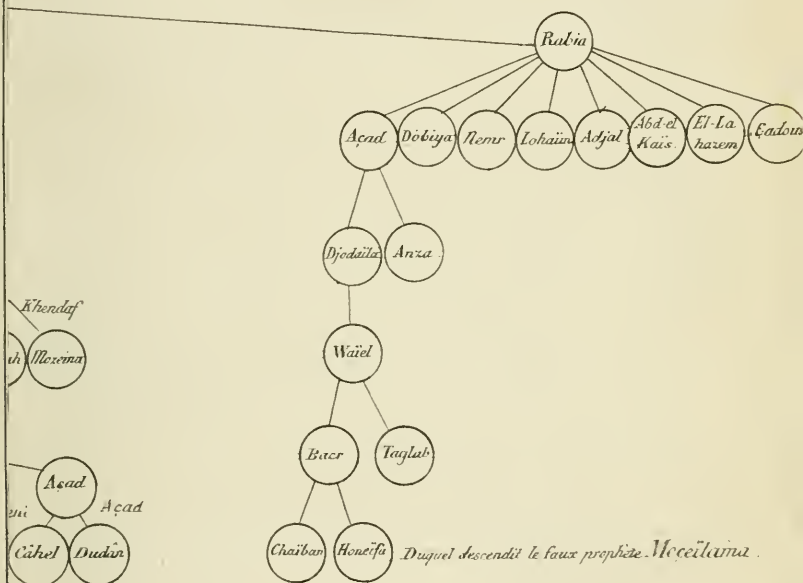 Rabia
Açad Dobiya Nemr Lohaïm Adjal Abd-el Kaïs. El-La hazem Çadous
Djodaïla Anza
Khendaf
Mozeina Waïel
Bacr Taglab
Açad
Açad
Câhel Dudân Chaïban Honeïfa Duquel descendit le faux prophète Moçeïlama.